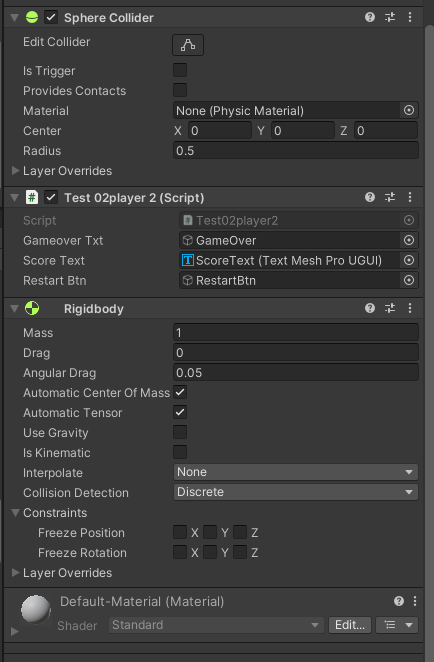 Sphere Collider
Edit Collider
Is Trigger
Provides Contacts
Material None (Physic Material)
Center X 0 Y 0 Z 0
Radius 0.5
Layer Overrides
# Test 02player 2 (Script)
Script # Test02player2
Gameover Txt GameOver
Score Text T ScoreText (Text Mesh Pro UGUI)
Restart Btn RestartBtn
Rigidbody
Mass 1
Drag 0
Angular Drag 0.05
Automatic Center Of Mass
Automatic Tensor
Use Gravity
Is Kinematic
Interpolate None
Collision Detection Discrete
Constraints
Freeze Position X Y Z
Freeze Rotation X Y Z
Layer Overrides
Default-Material (Material)
Shader Standard Edit...